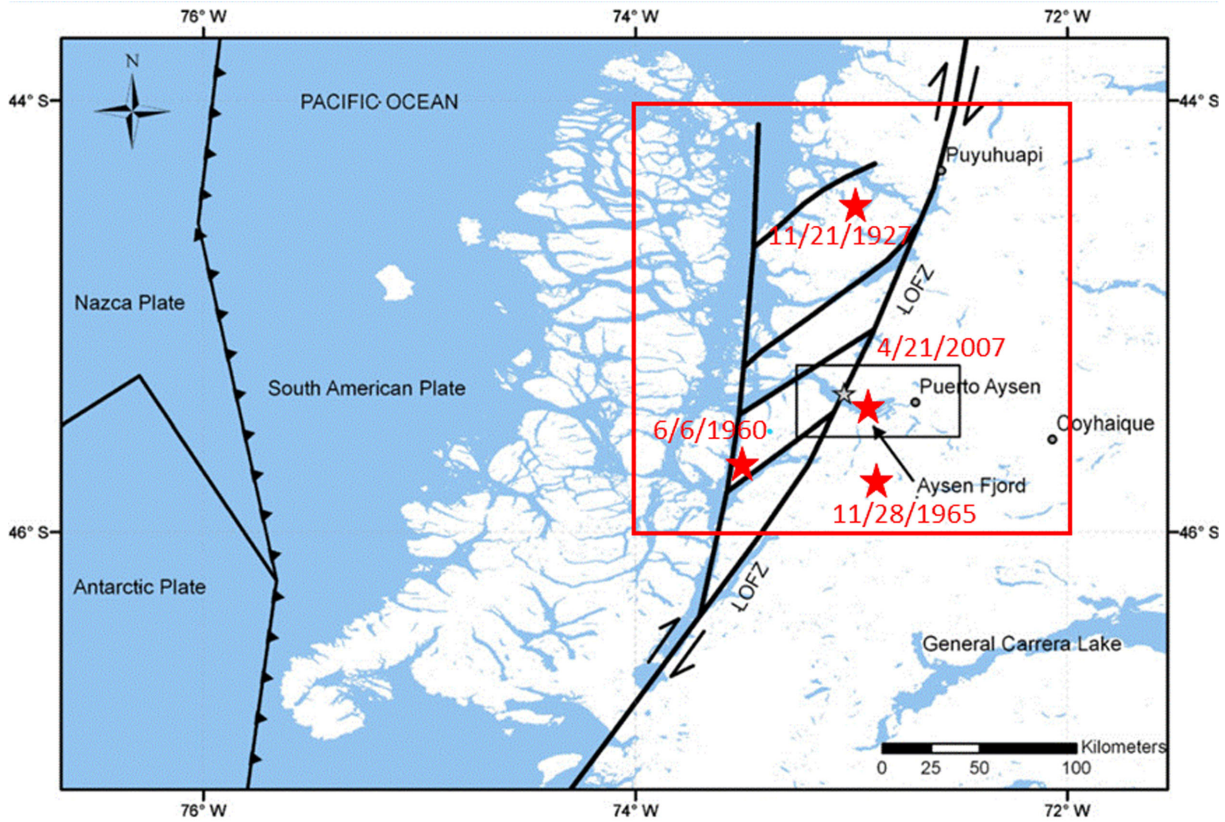 76° W
74° W
72° W
N
44° S
PACIFIC OCEAN
44° S
Puyuhuapi
11/21/1927
LOFZ
Nazca Plate
4/21/2007
South American Plate
Puerto Aysen
6/6/1960
Coyhaique
Aysen Fjord
11/28/1965
46° S
46° S
Antarctic Plate
LOFZ
General Carrera Lake
Kilometers
0 25 50 100
76° W
74° W
72° W